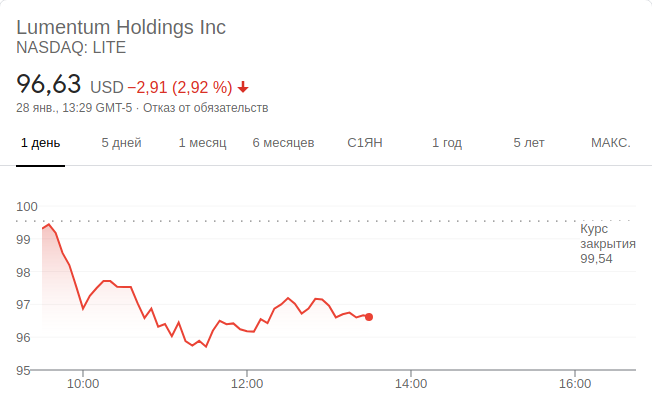 Lumentum Holdings Inc
NASDAQ: LITE
96,63 USD −2,91 (2,92 %)
28 янв., 13:29 GMT-5 · Отказ от обязательств
1 день 5 дней 1 месяц 6 месяцев С1ЯН 1 год 5 лет МАКС.
100
99
98
97
96
95
Курс
закрытия
99,54
10:00 12:00 14:00 16:00